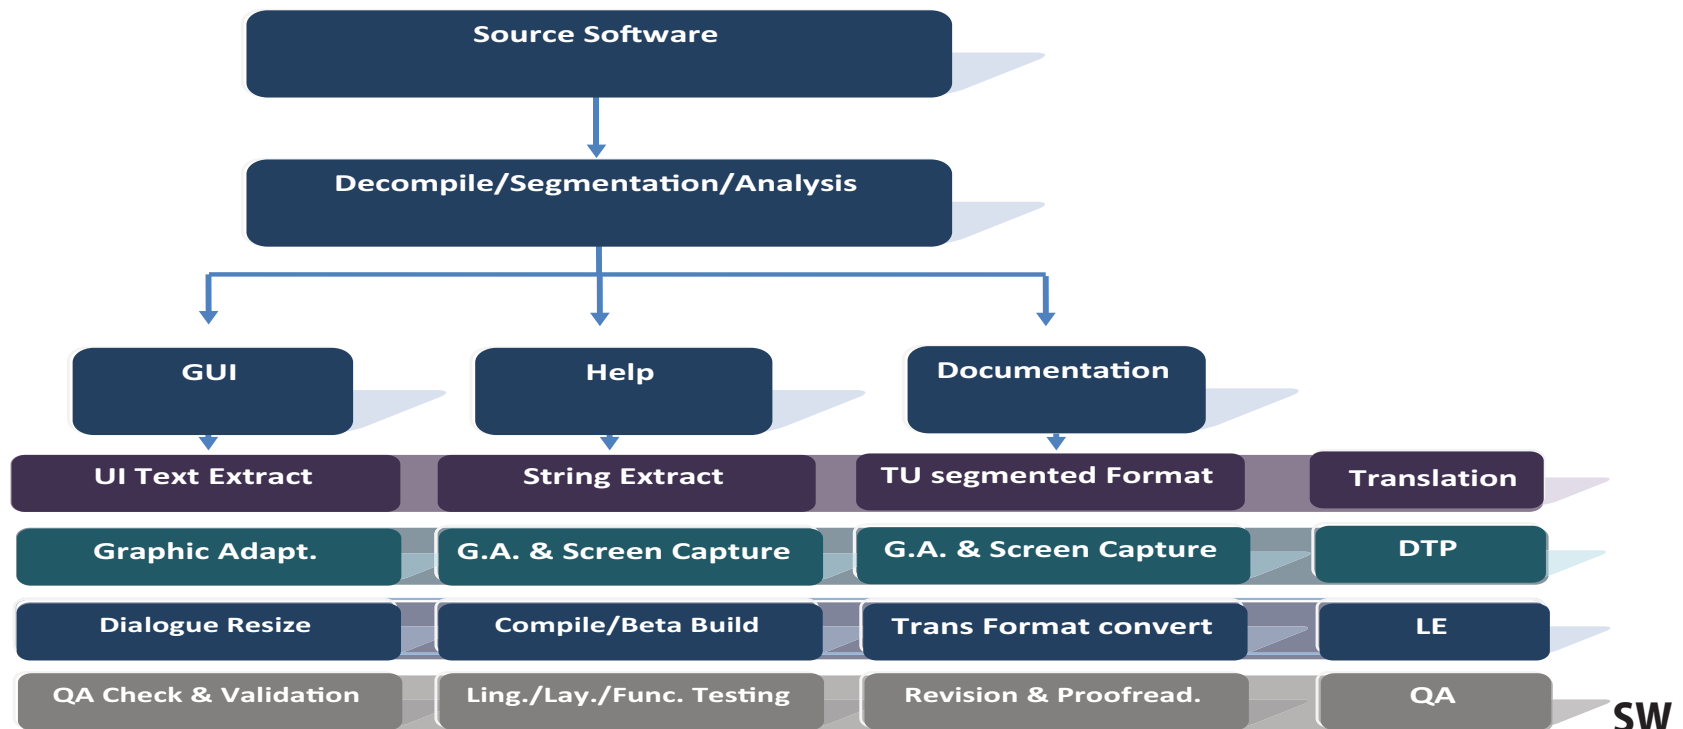 Source Software
Decompile/Segmentation/Analysis
GUI
Help
Documentation
UI Text Extract
String Extract
TU segmented Format
Translation
Graphic Adapt.
G.A. & Screen Capture
G.A. & Screen Capture
DTP
Dialogue Resize
Compile/Beta Build
Trans Format convert
LE
QA Check & Validation
Ling./Lay./Func. Testing
Revision & Proofread.
QA
SW